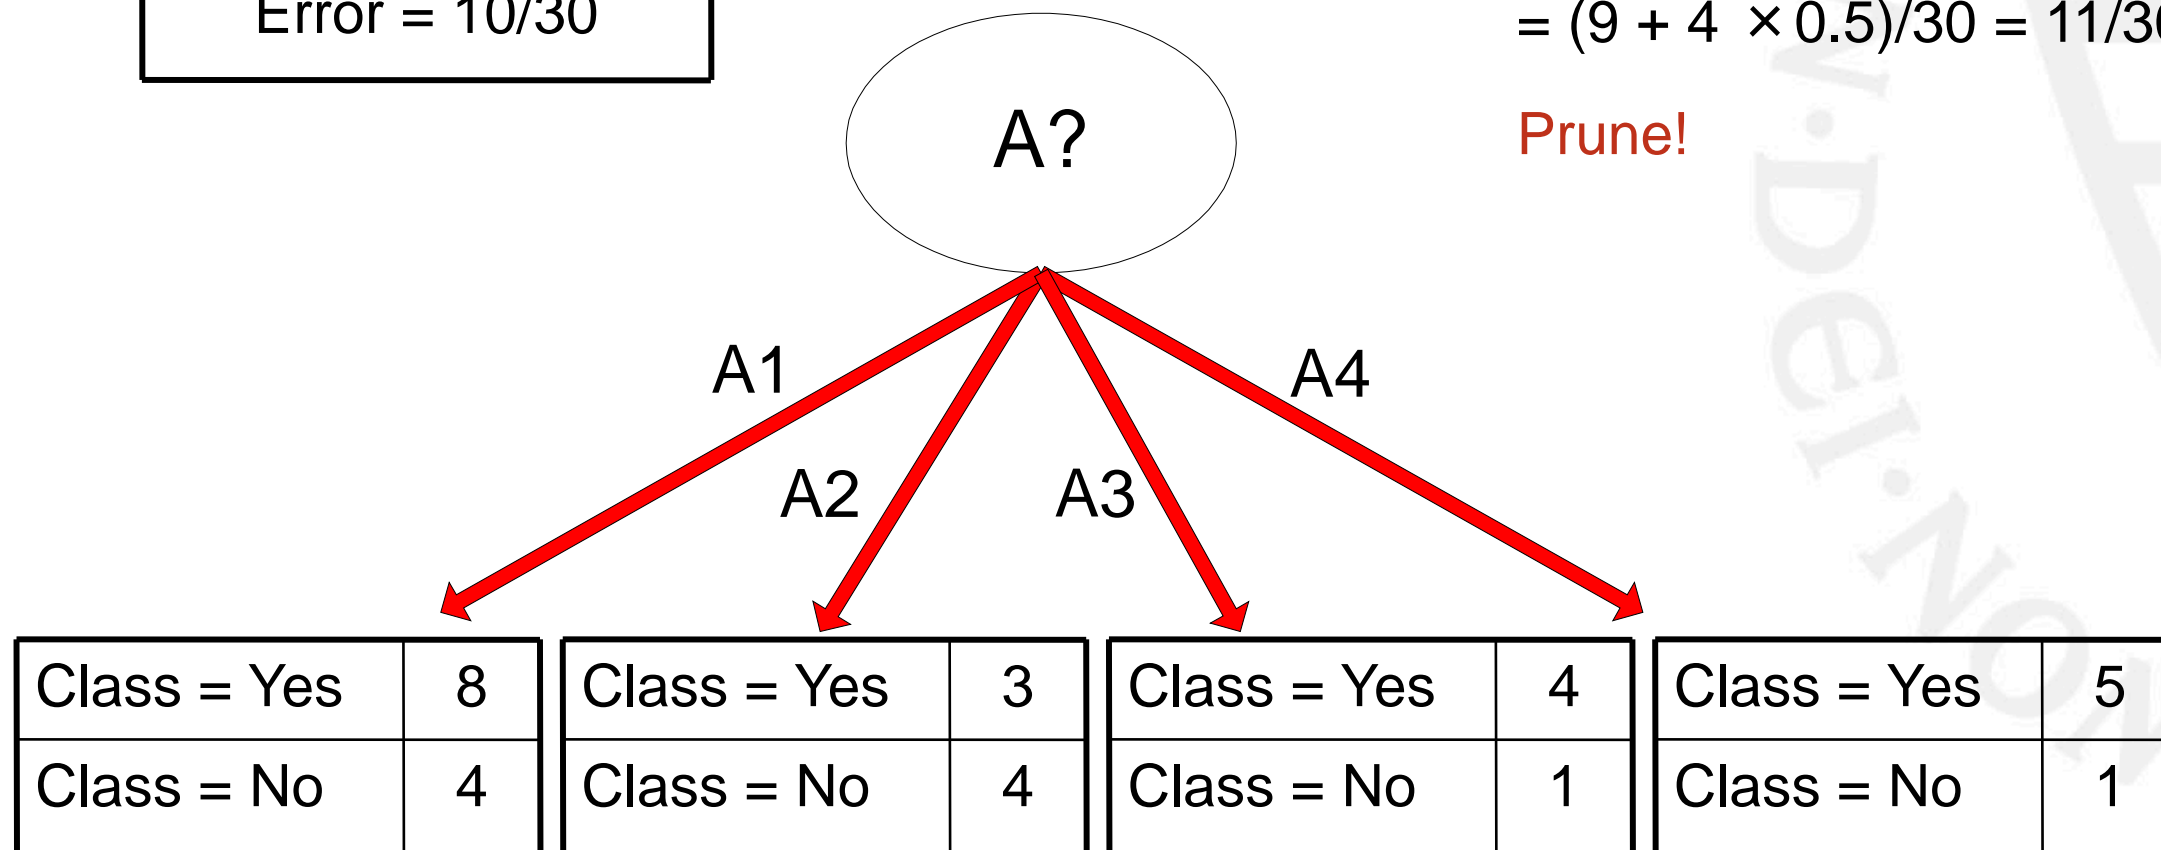 Error = 10/30
= (9 + 4 × 0.5)/30 = 11/30
Prune!
A?
A1
A4
A2
A3
Class = Yes 8
Class = No 4
Class = Yes 3
Class = No 4
Class = Yes 4
Class = No 1
Class = Yes 5
Class = No 1